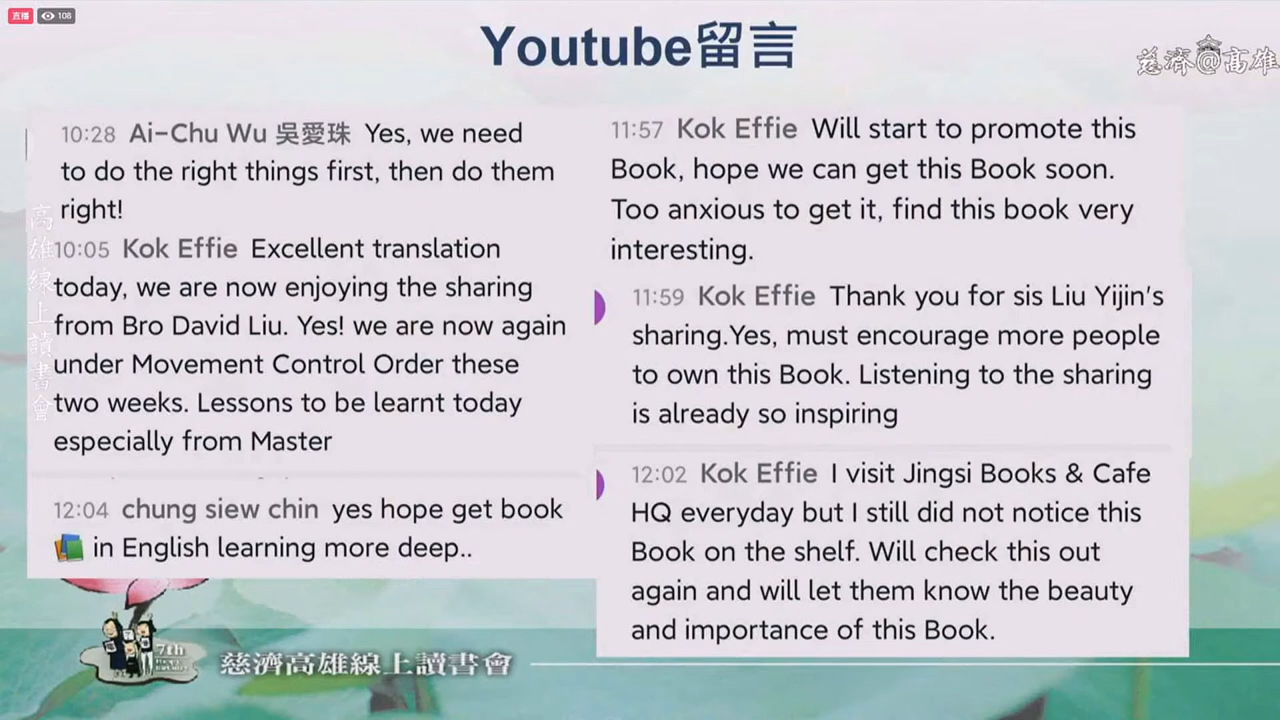 直播 108
Youtube留言
慈濟@高雄
10:28 Ai-Chu Wu 吳愛珠 Yes, we need
to do the right things first, then do them
right!
10:05 Kok Effie Excellent translation
today, we are now enjoying the sharing
from Bro David Liu. Yes! we are now again
under Movement Control Order these
two weeks. Lessons to be learnt today
especially from Master
12:04 chung siew chin yes hope get book
📚 in English learning more deep..
11:57 Kok Effie Will start to promote this
Book, hope we can get this Book soon.
Too anxious to get it, find this book very
interesting.
11:59 Kok Effie Thank you for sis Liu Yijin's
sharing.Yes, must encourage more people
to own this Book. Listening to the sharing
is already so inspiring
12:02 Kok Effie I visit Jingsi Books & Cafe
HQ everyday but I still did not notice this
Book on the shelf. Will check this out
again and will let them know the beauty
and importance of this Book.
高雄線上讀書會
7th
慈濟高雄線上讀書會